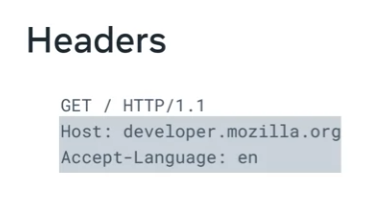 Headers
GET / HTTP/1.1
Host: developer.mozilla.org
Accept-Language: en